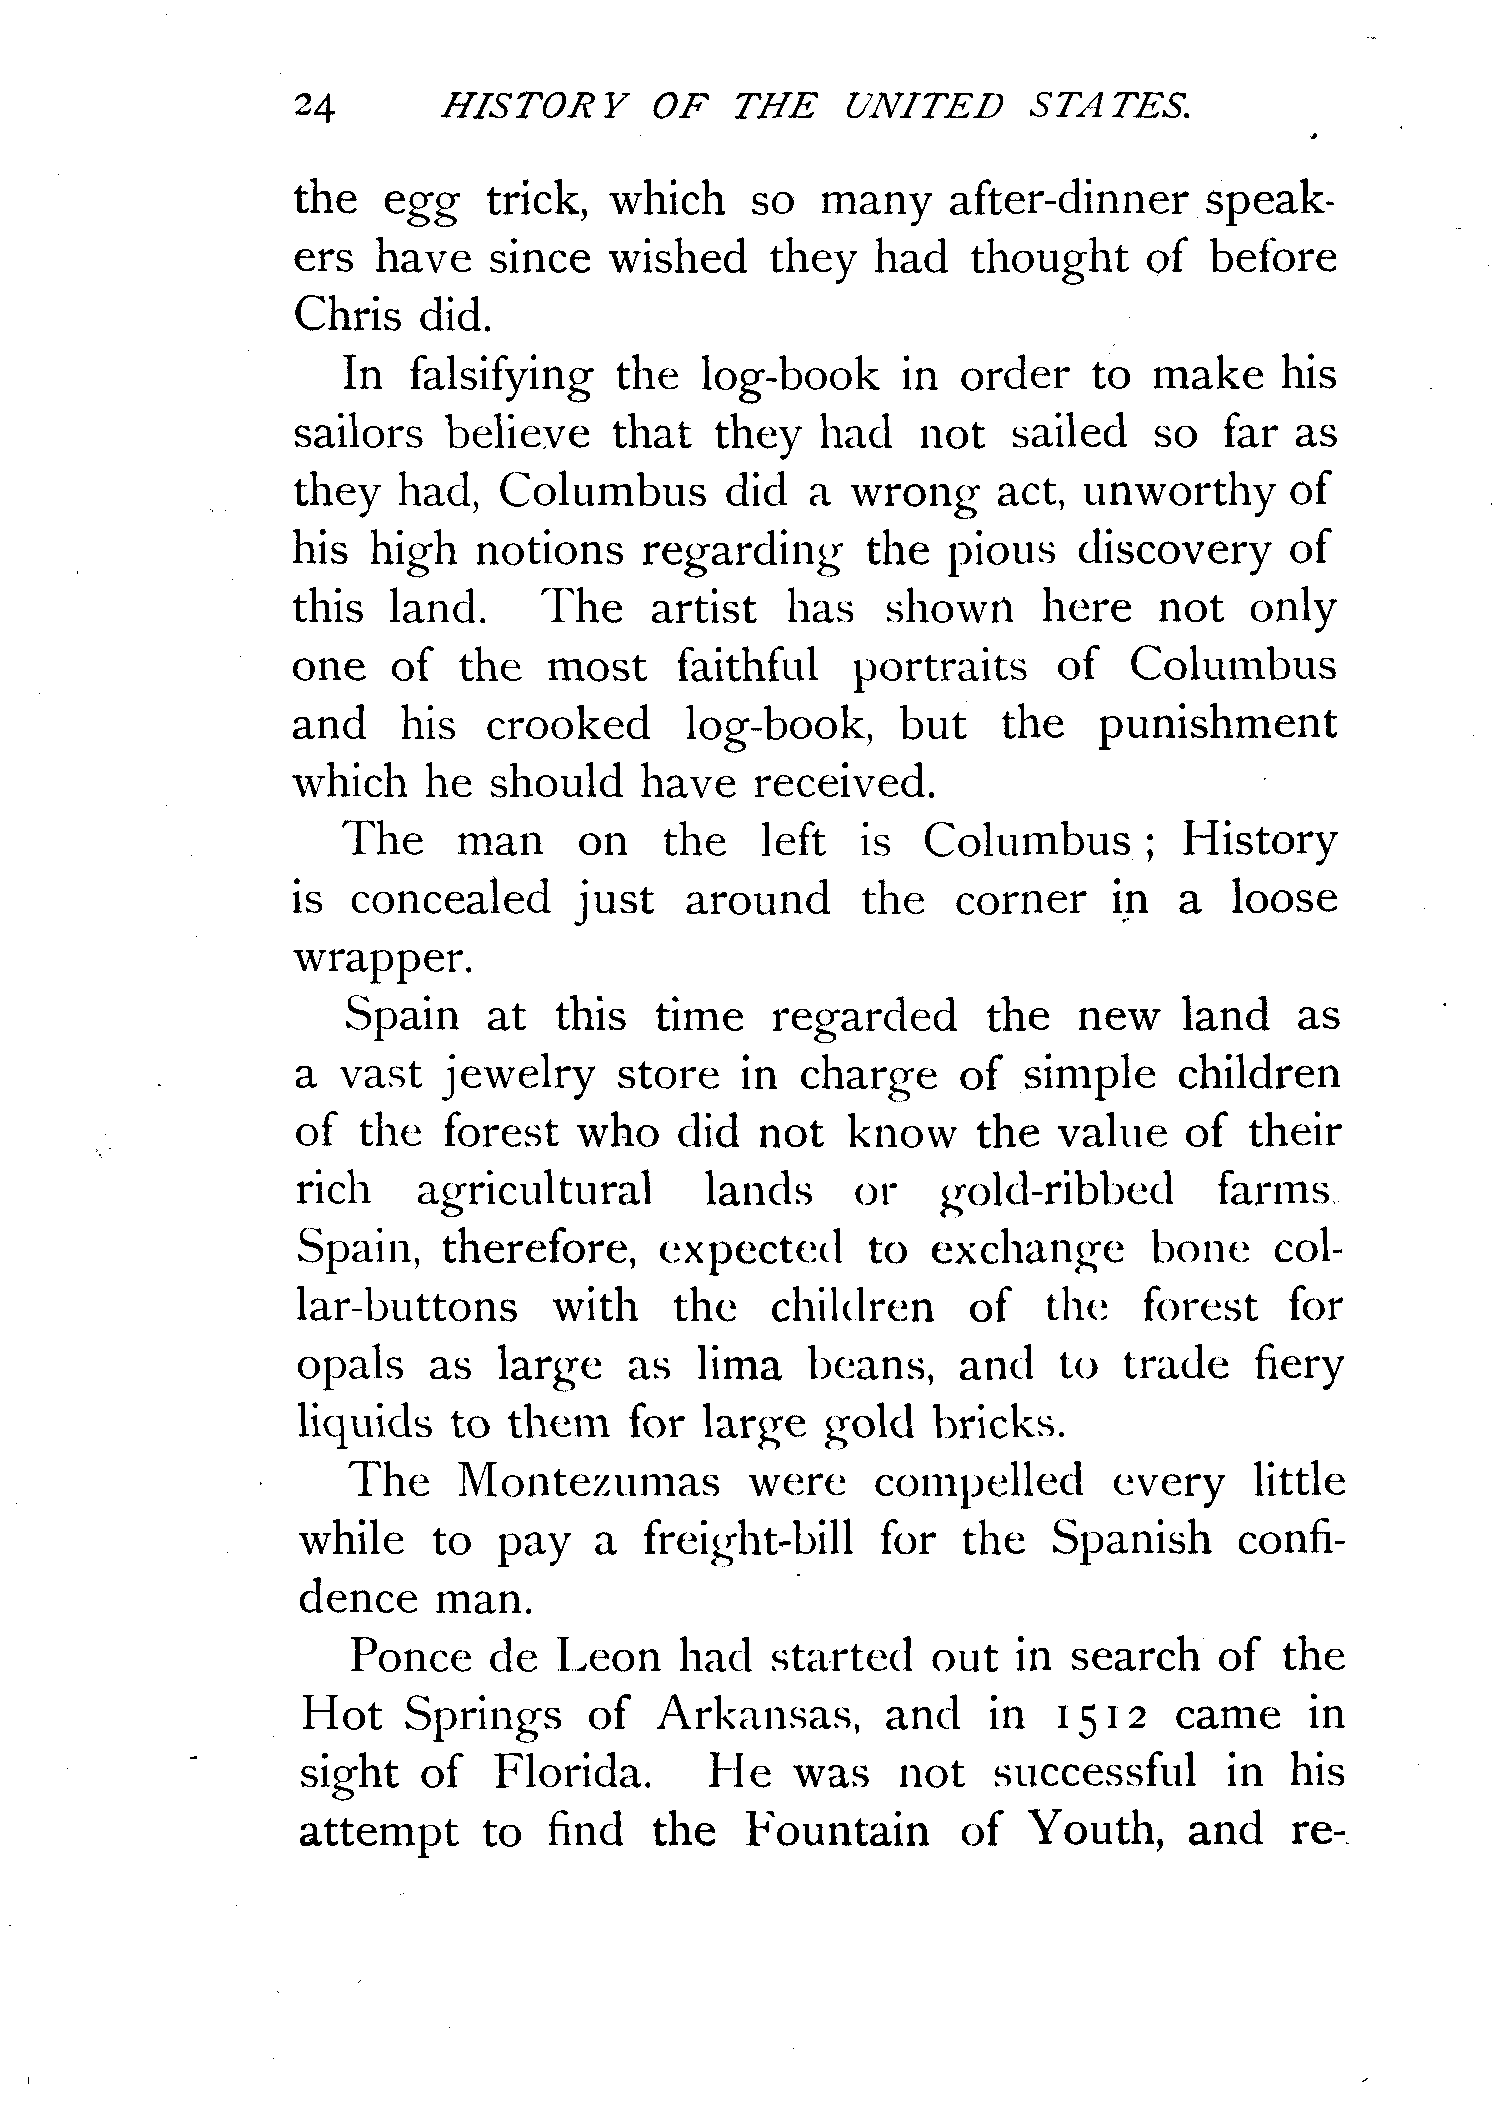 24 HISTORY OF THE UNITED STATES.
the egg trick, which so many after-dinner speak-
ers have since wished they had thought of before
Chris did.
In falsifying the log-book in order to make his
sailors believe that they had not sailed so far as
they had, Columbus did a wrong act, unworthy of
his high notions regarding the pious discovery of
this land. The artist has shown here not only
one of the most faithful portraits of Columbus
and his crooked log-book, but the punishment
which he should have received.
The man on the left is Columbus ; History
is concealed just around the corner in a loose
wrapper.
Spain at this time regarded the new land as
a vast jewelry store in charge of simple children
of the forest who did not know the value of their
rich agricultural lands or gold-ribbed farms.
Spain, therefore, expected to exchange bone col-
lar-buttons with the children of the forest for
opals as large as lima beans, and to trade fiery
liquids to them for large gold bricks.
The Montezumas were compelled every little
while to pay a freight-bill for the Spanish confi-
dence man.
Ponce de Leon had started out in search of the
Hot Springs of Arkansas, and in 1512 came in
sight of Florida. He was not successful in his
attempt to find the Fountain of Youth, and re-